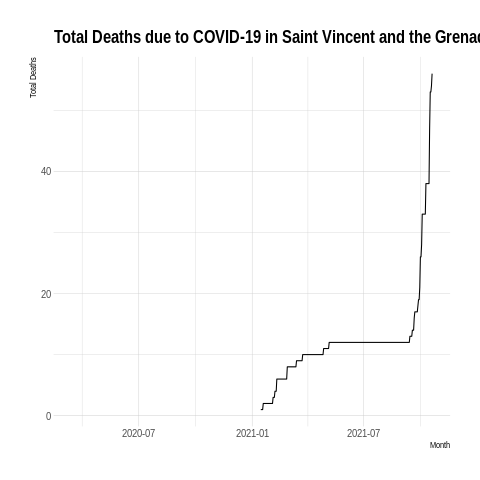 Total Deaths due to COVID-19 in Saint Vincent and the Grenad
Total Deaths
40
20
0
2020-07
2021-01
2021-07
Month